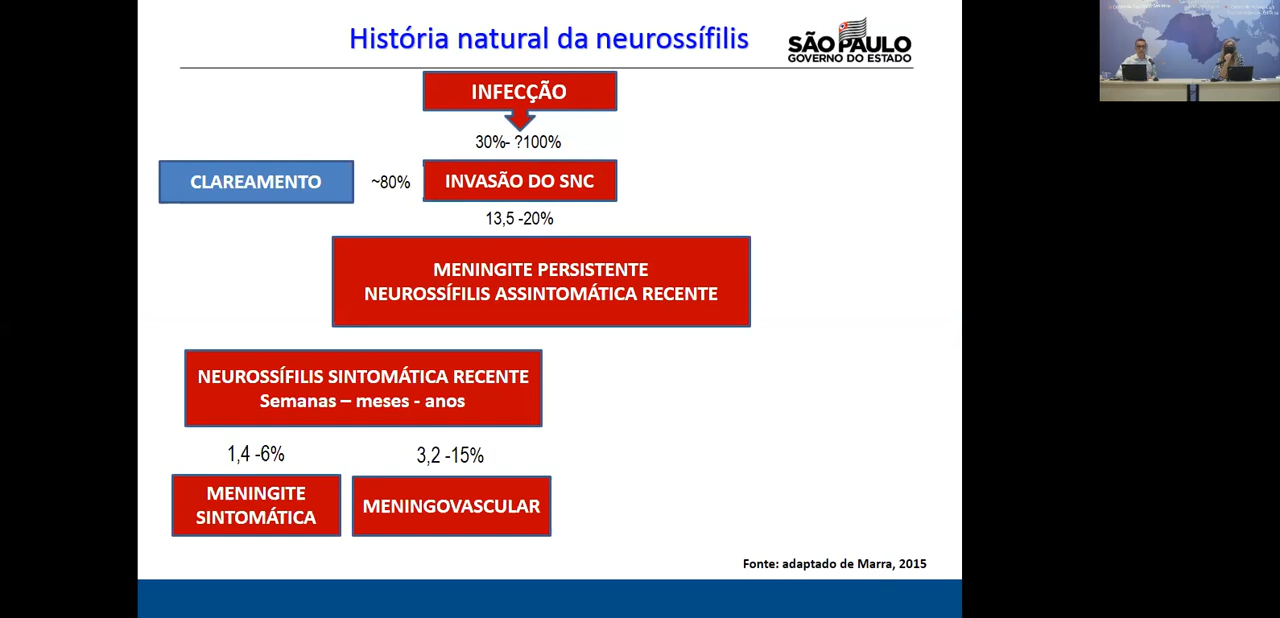 História natural da neurossífilis
SÃO PAULO
GOVERNO DO ESTADO
INFECÇÃO
30%- ?100%
CLAREAMENTO
~80%
INVASÃO DO SNC
13,5 -20%
MENINGITE PERSISTENTE
NEUROSSÍFILIS ASSINTOMÁTICA RECENTE
NEUROSSÍFILIS SINTOMÁTICA RECENTE
Semanas – meses - anos
1,4 -6%
3,2 -15%
MENINGITE
SINTOMÁTICA
MENINGOVASCULAR
Fonte: adaptado de Marra, 2015